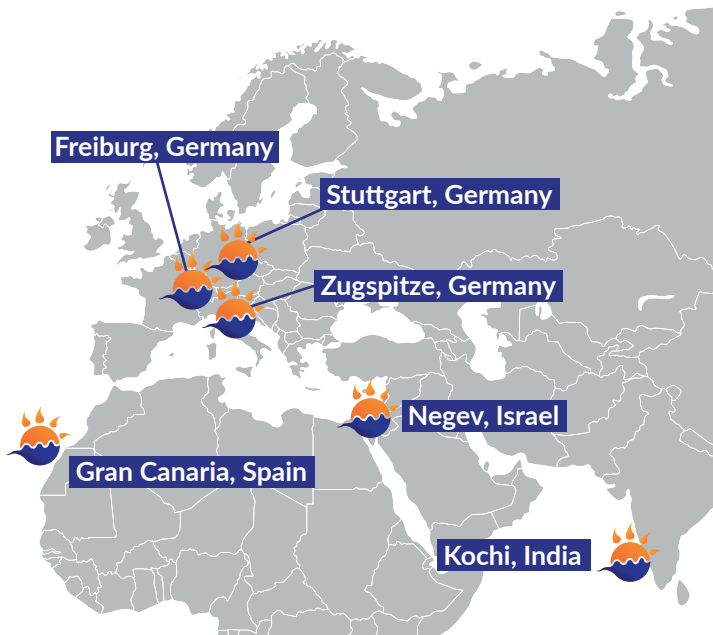 Freiburg, Germany
Stuttgart, Germany
Zugspitze, Germany
Negev, Israel
Gran Canaria, Spain
Kochi, India